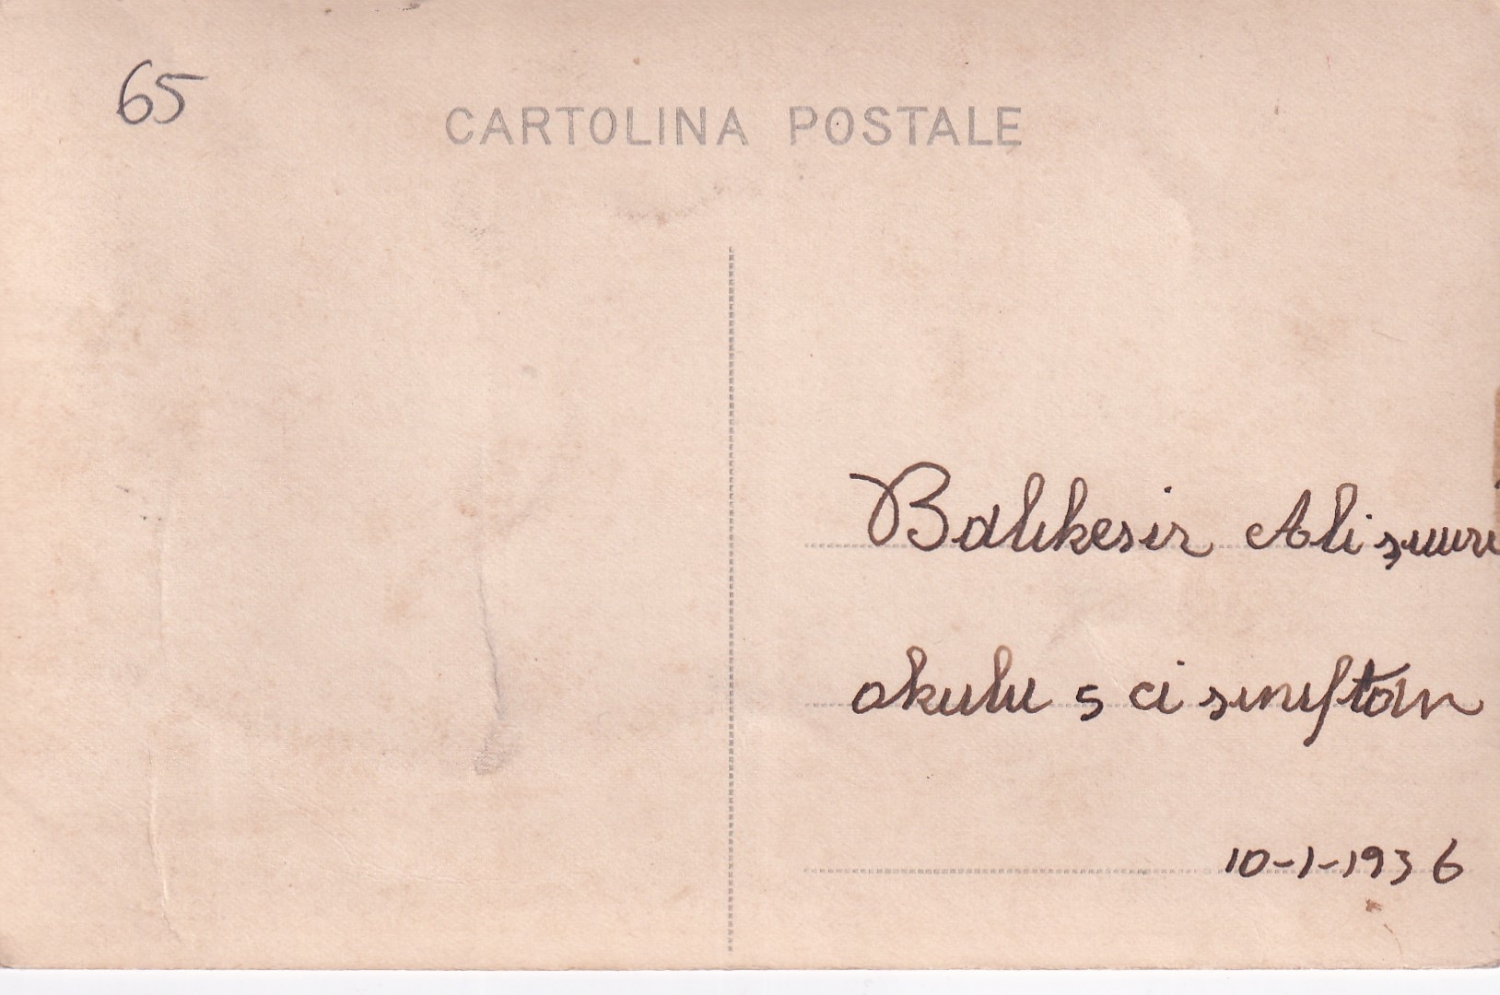 65
CARTOLINA POSTALE
Balıkesir Ali şuuri
okulu 5 ci sınıftan
10-1-1936